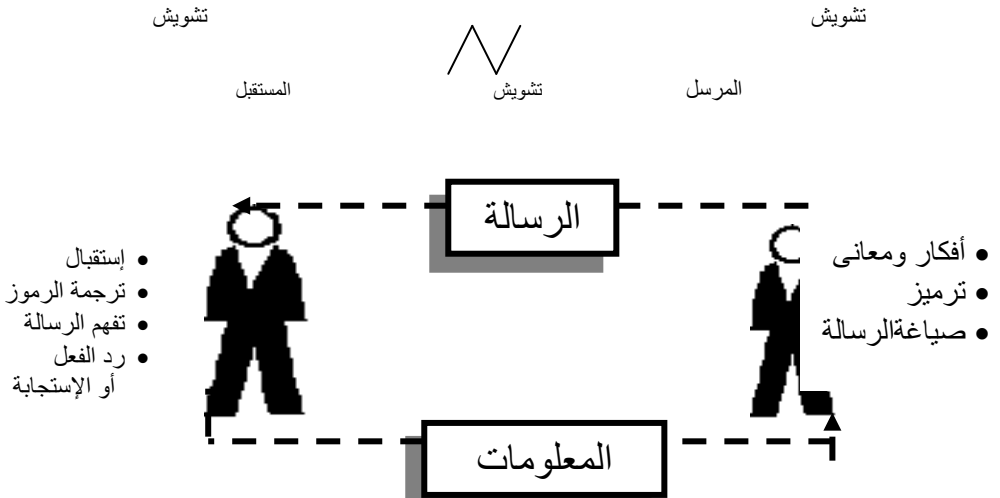 تشويش
تشويش
المرسل
تشويش
المستقبل
الرسالة
• أفكار ومعانى
• ترميز
• صياغةالرسالة
• إستقبال
• ترجمة الرموز
• تفهم الرسالة
• رد الفعل
أو الإستجابة
المعلومات